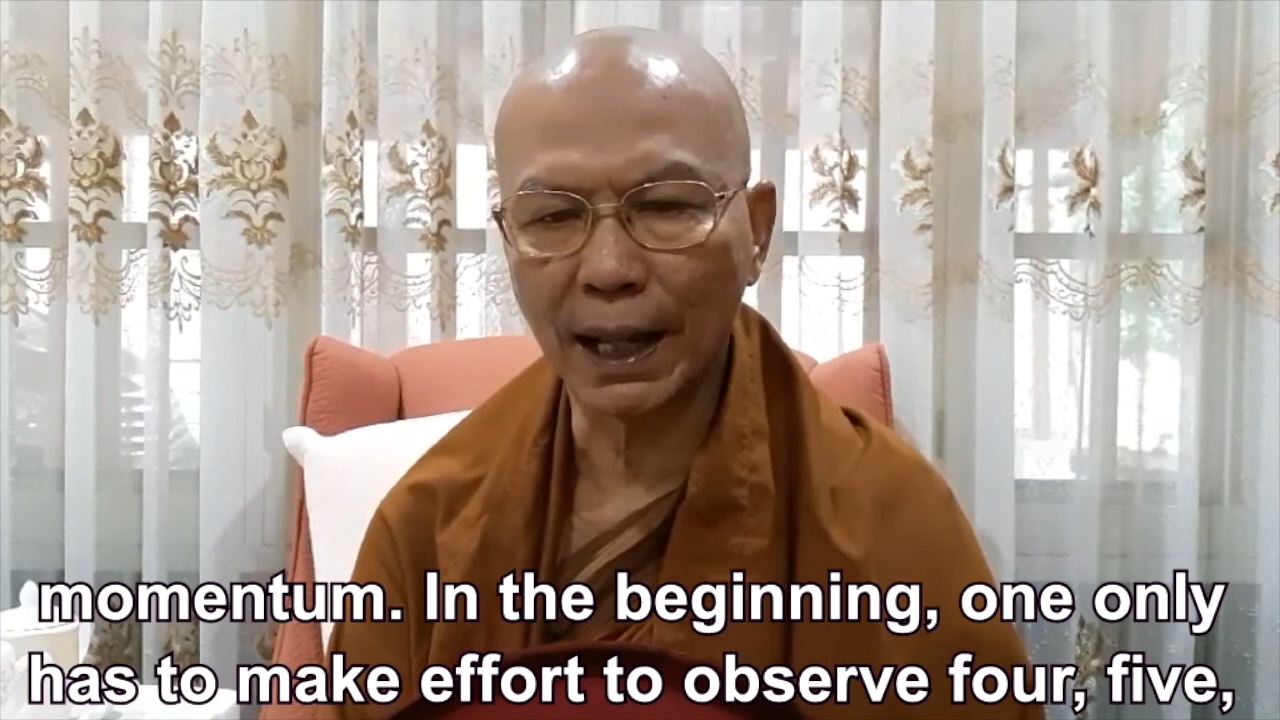 momentum. In the beginning, one only
has to make effort to observe four, five,